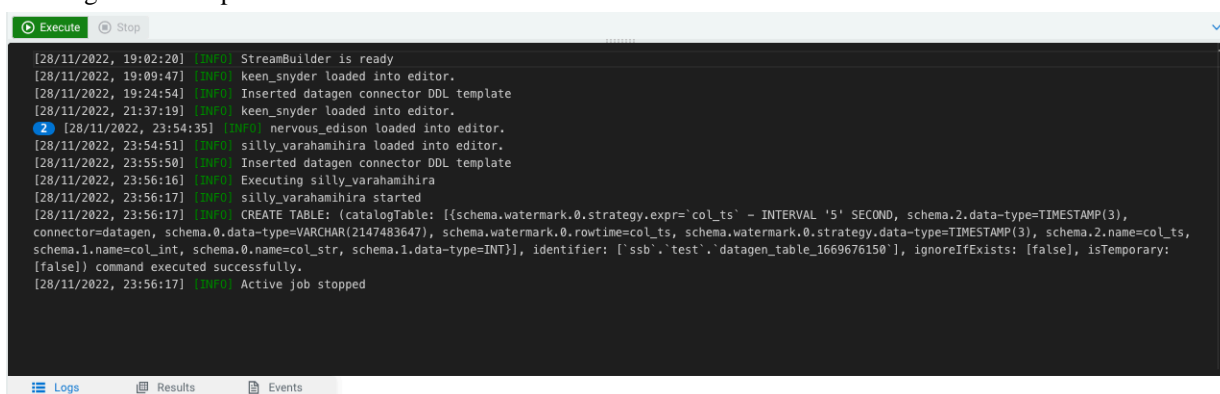 Execute Stop
[28/11/2022, 19:02:20] [INFO] StreamBuilder is ready
[28/11/2022, 19:09:47] [INFO] keen_snyder loaded into editor.
[28/11/2022, 19:24:54] [INFO] Inserted datagen connector DDL template
[28/11/2022, 21:37:19] [INFO] keen_snyder loaded into editor.
2 [28/11/2022, 23:54:35] [INFO] nervous_edison loaded into editor.
[28/11/2022, 23:54:51] [INFO] silly_varahamihira loaded into editor.
[28/11/2022, 23:55:50] [INFO] Inserted datagen connector DDL template
[28/11/2022, 23:56:16] [INFO] Executing silly_varahamihira
[28/11/2022, 23:56:17] [INFO] silly_varahamihira started
[28/11/2022, 23:56:17] [INFO] CREATE TABLE: (catalogTable: [{schema.watermark.0.strategy.expr=`col_ts` - INTERVAL '5' SECOND, schema.2.data-type=TIMESTAMP(3),
connector=datagen, schema.0.data-type=VARCHAR(2147483647), schema.watermark.0.rowtime=col_ts, schema.watermark.0.strategy.data-type=TIMESTAMP(3), schema.2.name=col_ts,
schema.1.name=col_int, schema.0.name=col_str, schema.1.data-type=INT}], identifier: [`ssb`.`test`.`datagen_table_1669676150`], ignoreIfExists: [false], isTemporary:
[false]) command executed successfully.
[28/11/2022, 23:56:17] [INFO] Active job stopped
Logs Results Events